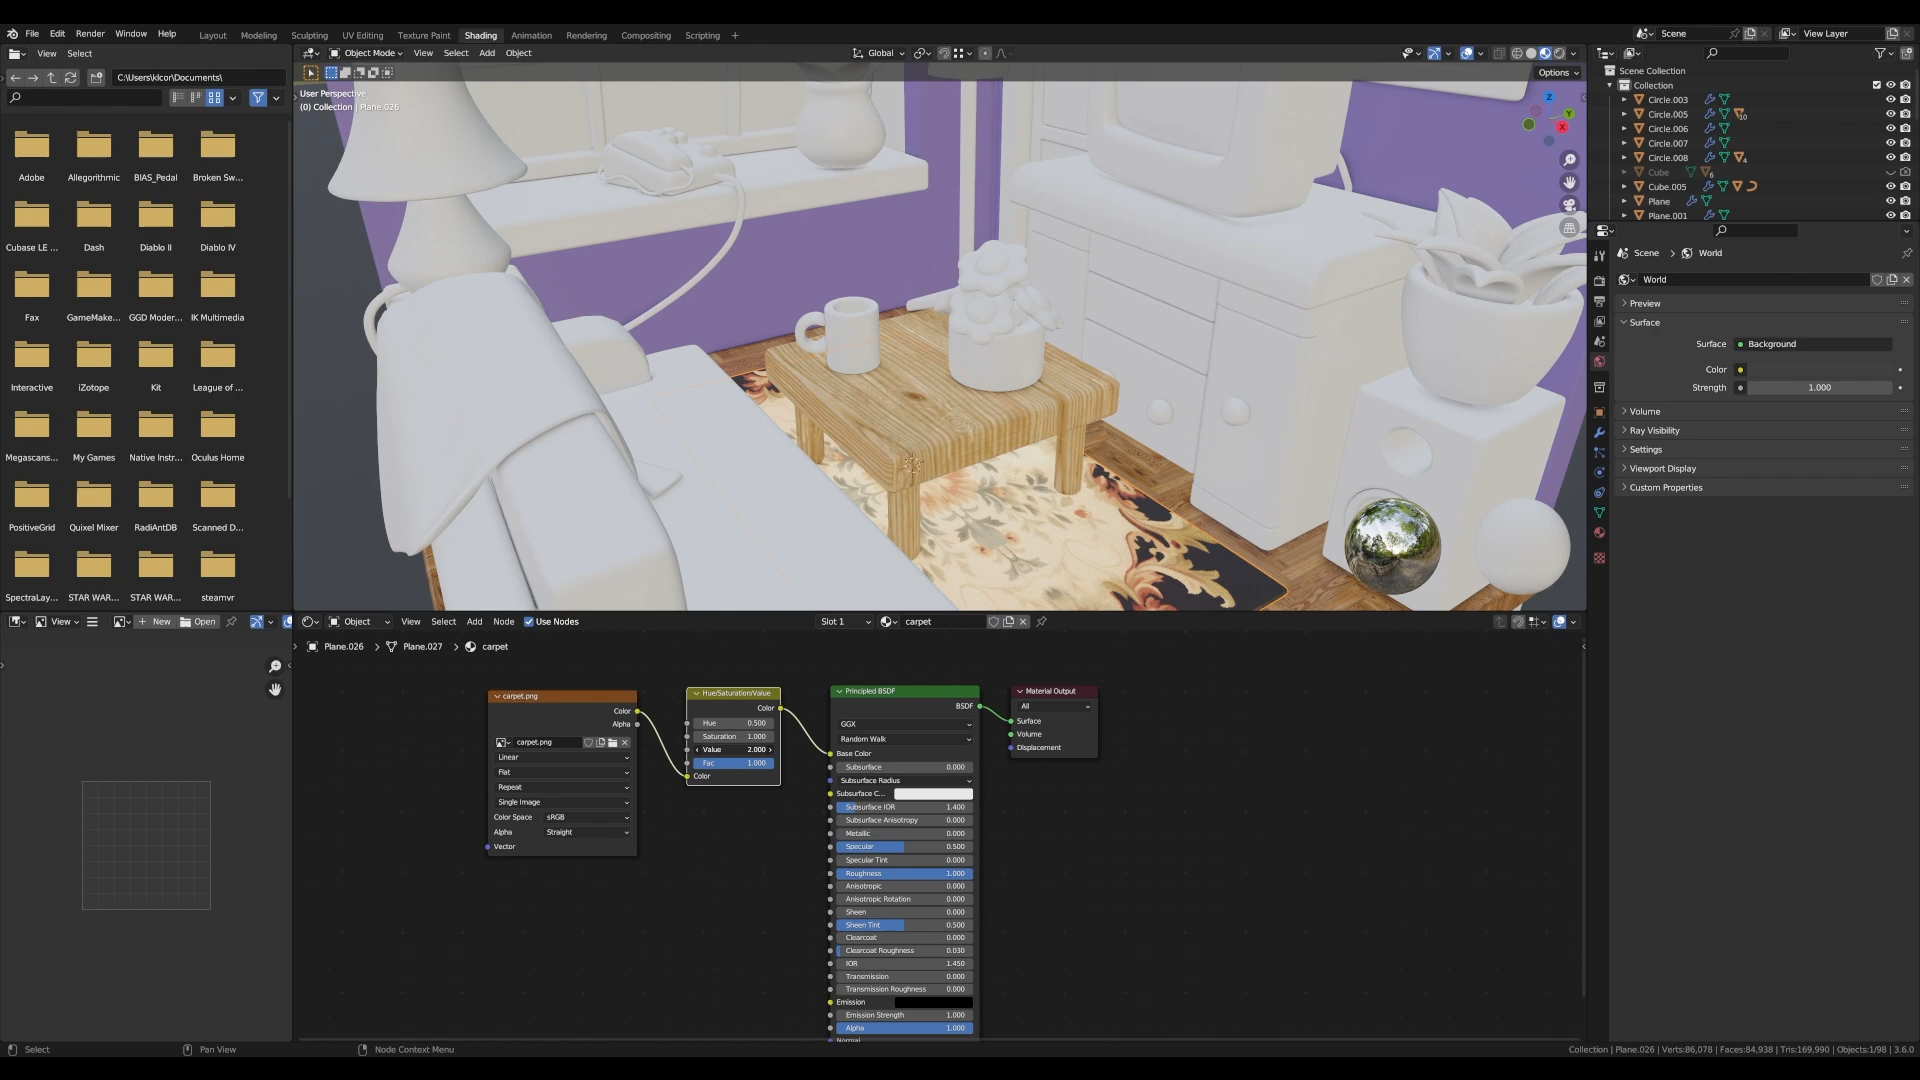 File Edit Render Window Help Layout Modeling Sculpting UV Editing Texture Paint Shading Animation Rendering Compositing Scripting + Scene View Layer
View Select
Object Mode View Select Add Object Global
C:\Users\klcor\Documents\
Options
User Perspective
(0) Collection | Plane.026
Adobe Allegorithmic BIAS_Pedal Broken Sw...
Cubase LE ... Dash Diablo II Diablo IV
Fax GameMake... GGD Moder... IK Multimedia
Interactive iZotope Kit League of ...
Megascans... My Games Native Instr... Oculus Home
PositiveGrid Quixel Mixer RadiAntDB Scanned D...
SpectraLay... STAR WAR... STAR WAR... steamvr
Z
Y
X
Scene Collection
Collection
Circle.003
Circle.005 10
Circle.006
Circle.007
Circle.008 4
Cube 6
Cube.005
Plane
Plane.001
Scene > World
World
Preview
Surface
Surface Background
Color
Strength 1.000
Volume
Ray Visibility
Settings
Viewport Display
Custom Properties
View New Open
Object View Select Add Node Use Nodes Slot 1 carpet
Plane.026 > Plane.027 > carpet
carpet.png
Color
Alpha
carpet.png
Linear
Flat
Repeat
Single Image
Color Space sRGB
Alpha Straight
Vector
Hue/Saturation/Value
Color
Hue 0.500
Saturation 1.000
Value 2.000
Fac 1.000
Color
Principled BSDF
BSDF
GGX
Random Walk
Base Color
Subsurface 0.000
Subsurface Radius
Subsurface C...
Subsurface IOR 1.400
Subsurface Anisotropy 0.000
Metallic 0.000
Specular 0.500
Specular Tint 0.000
Roughness 1.000
Anisotropic 0.000
Anisotropic Rotation 0.000
Sheen 0.000
Sheen Tint 0.500
Clearcoat 0.000
Clearcoat Roughness 0.030
IOR 1.450
Transmission 0.000
Transmission Roughness 0.000
Emission
Emission Strength 1.000
Alpha 1.000
Normal
Material Output
All
Surface
Volume
Displacement
Select Pan View Node Context Menu Collection | Plane.026 | Verts:86,078 | Faces:84,938 | Tris:169,990 | Objects:1/98 | 3.6.0